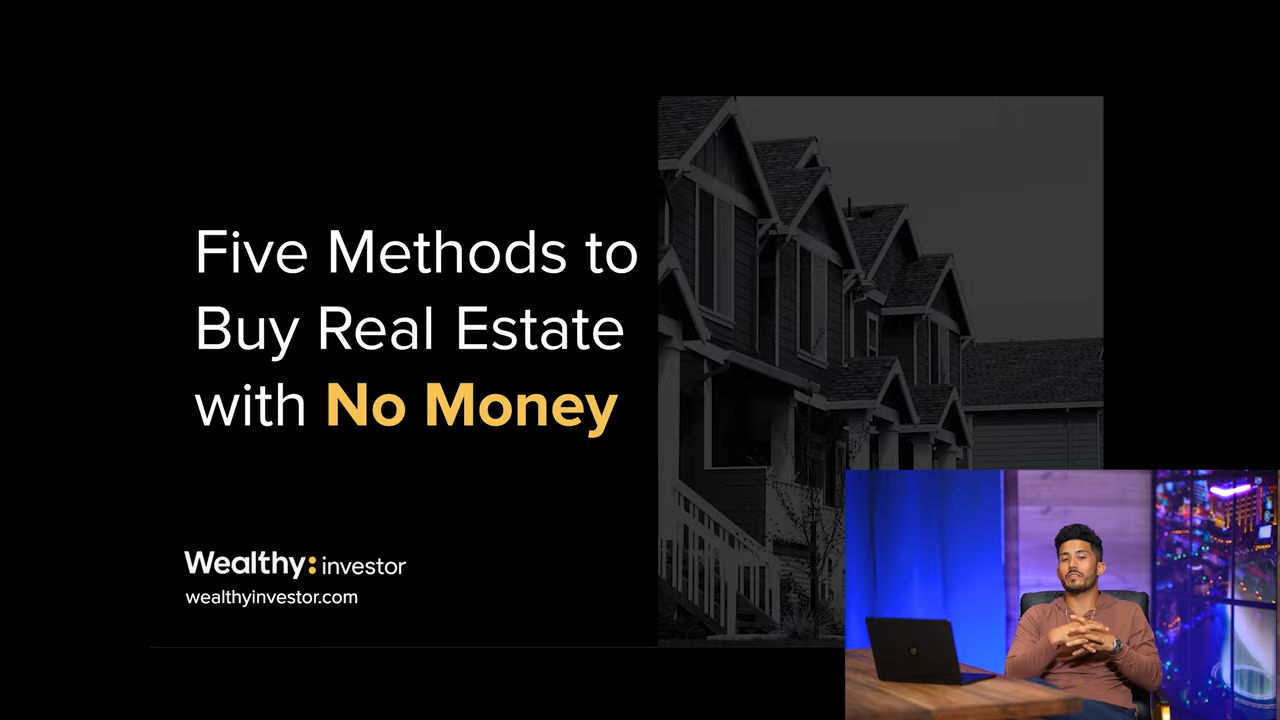 Five Methods to
Buy Real Estate
with No Money
Wealthy: investor
wealthyinvestor.com